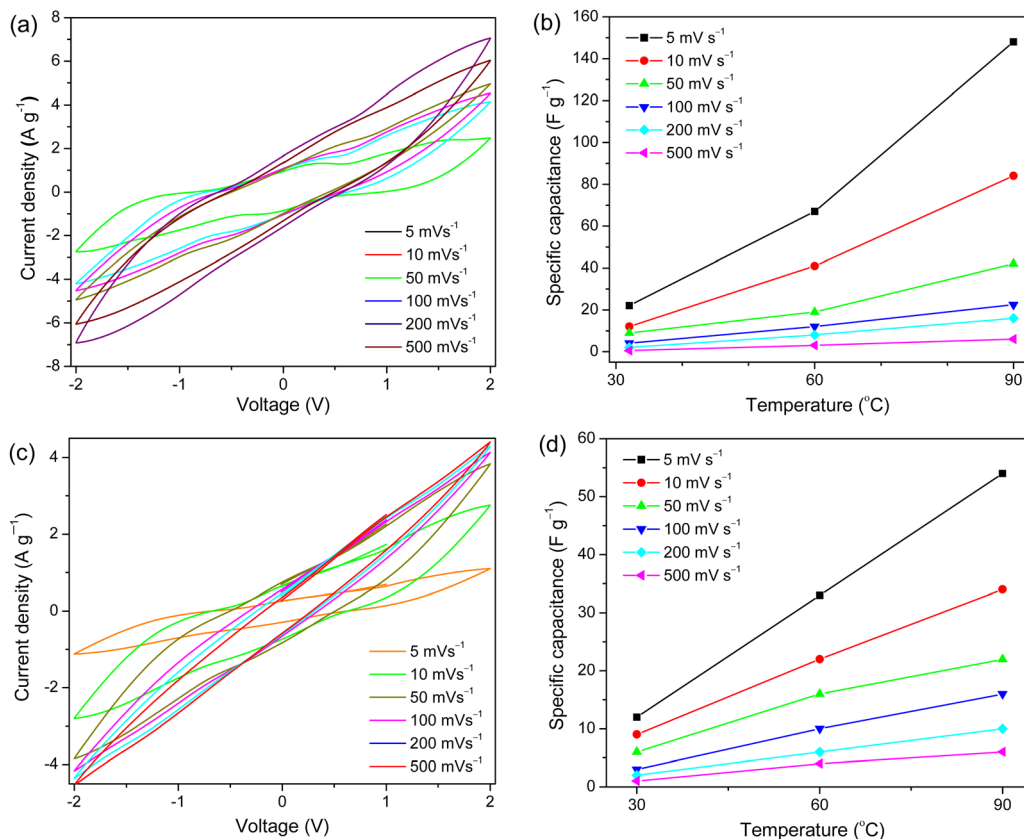 (a)
Current density (A g⁻¹)
8
6
4
2
0
-2
-4
-6
-8
-2
-1
0
1
2
Voltage (V)
5 mVs⁻¹
10 mVs⁻¹
50 mVs⁻¹
100 mVs⁻¹
200 mVs⁻¹
500 mVs⁻¹
(b)
Specific capacitance (F g⁻¹)
160
140
120
100
80
60
40
20
0
30
60
90
Temperature (°C)
5 mV s⁻¹
10 mV s⁻¹
50 mV s⁻¹
100 mV s⁻¹
200 mV s⁻¹
500 mV s⁻¹
(c)
Current density (A g⁻¹)
4
2
0
-2
-4
-2
-1
0
1
2
Voltage (V)
5 mVs⁻¹
10 mVs⁻¹
50 mVs⁻¹
100 mVs⁻¹
200 mVs⁻¹
500 mVs⁻¹
(d)
Specific capacitance (F g⁻¹)
60
50
40
30
20
10
0
30
60
90
Temperature (°C)
5 mV s⁻¹
10 mV s⁻¹
50 mV s⁻¹
100 mV s⁻¹
200 mV s⁻¹
500 mV s⁻¹